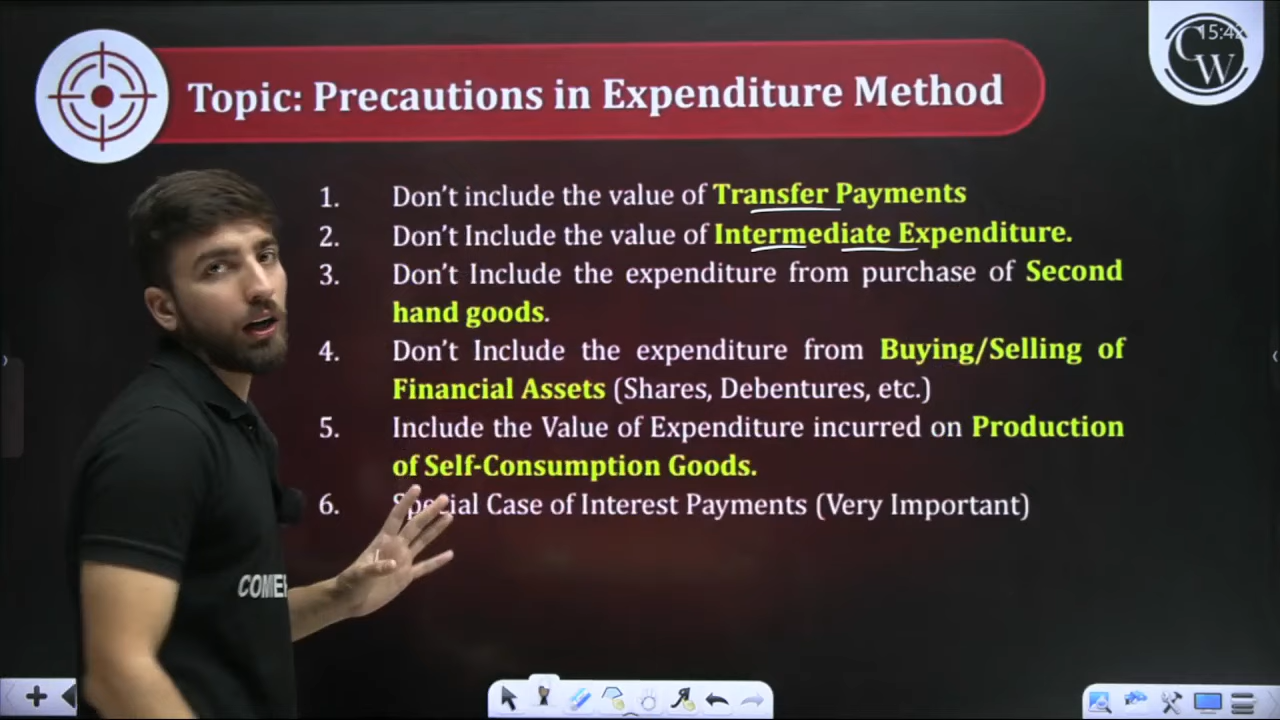 15:42
CW
Topic: Precautions in Expenditure Method
1. Don't include the value of Transfer Payments
2. Don't Include the value of Intermediate Expenditure.
3. Don't Include the expenditure from purchase of Second
hand goods.
4. Don't Include the expenditure from Buying/Selling of
Financial Assets (Shares, Debentures, etc.)
5. Include the Value of Expenditure incurred on Production
of Self-Consumption Goods.
6. Special Case of Interest Payments (Very Important)